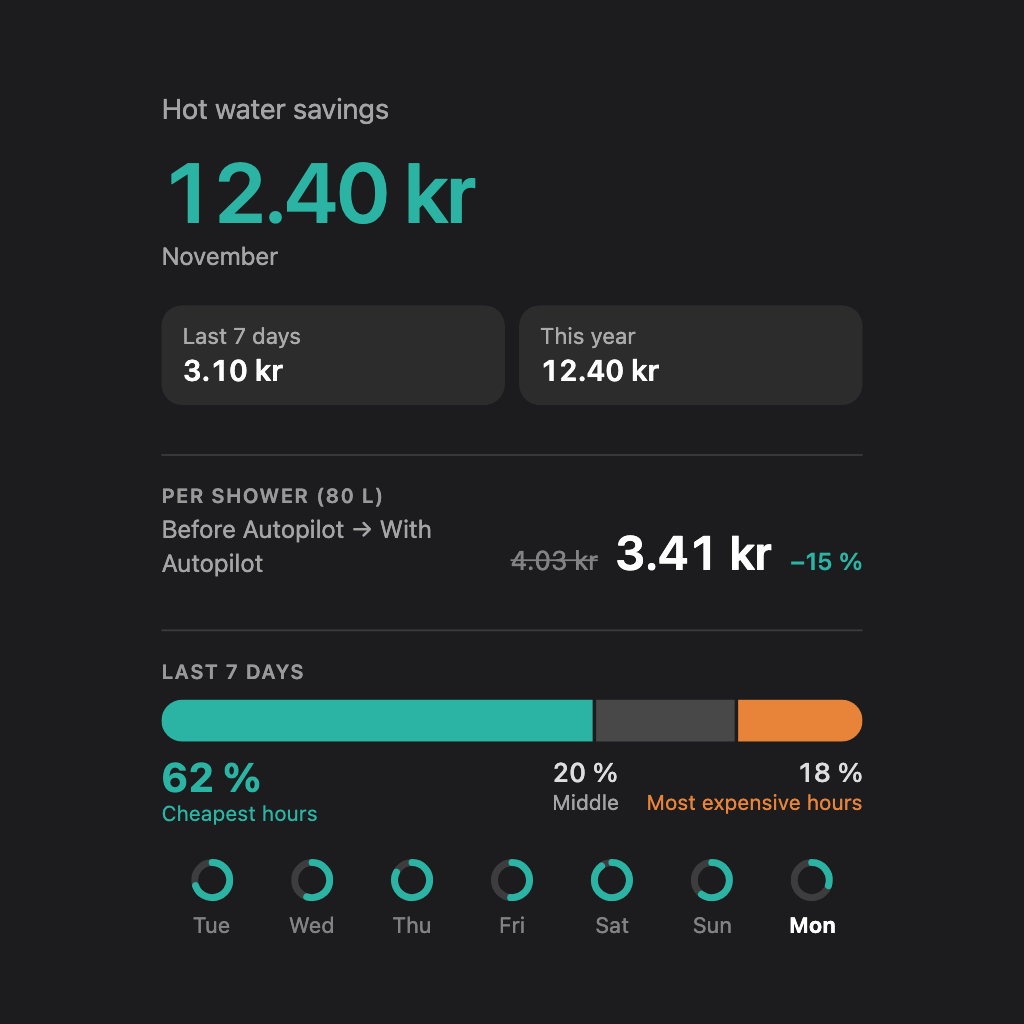 Hot water savings
12.40 kr
November
Last 7 days
3.10 kr
This year
12.40 kr
PER SHOWER (80 L)
Before Autopilot → With
Autopilot
4.03 kr 3.41 kr −15 %
LAST 7 DAYS
62 %
Cheapest hours
20 %
Middle
18 %
Most expensive hours
Tue Wed Thu Fri Sat Sun Mon